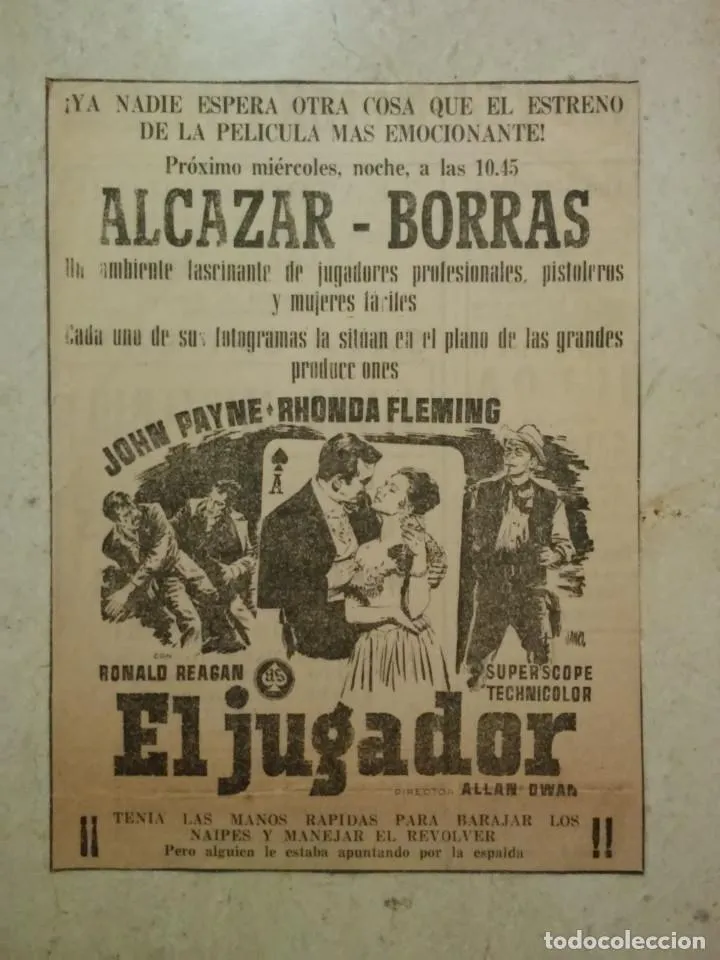 ¡YA NADIE ESPERA OTRA COSA QUE EL ESTRENO
DE LA PELICULA MAS EMOCIONANTE!
Próximo miércoles, noche, a las 10.45
ALCAZAR - BORRAS
Un ambiente fascinante de jugadores profesionales, pistoleros
y mujeres fáciles
Cada uno de sus fotogramas la sitúan en el plano de las grandes
producciones
JOHN PAYNE RHONDA FLEMING
A
CON
RONALD REAGAN
SUPERSCOPE
TECHNICOLOR
El jugador
DIRECTOR ALLAN DWAN
¡¡ TENIA LAS MANOS RAPIDAS PARA BARAJAR LOS
NAIPES Y MANEJAR EL REVOLVER !!
Pero alguien le estaba apuntando por la espalda
todocoleccion
todocoleccion.net